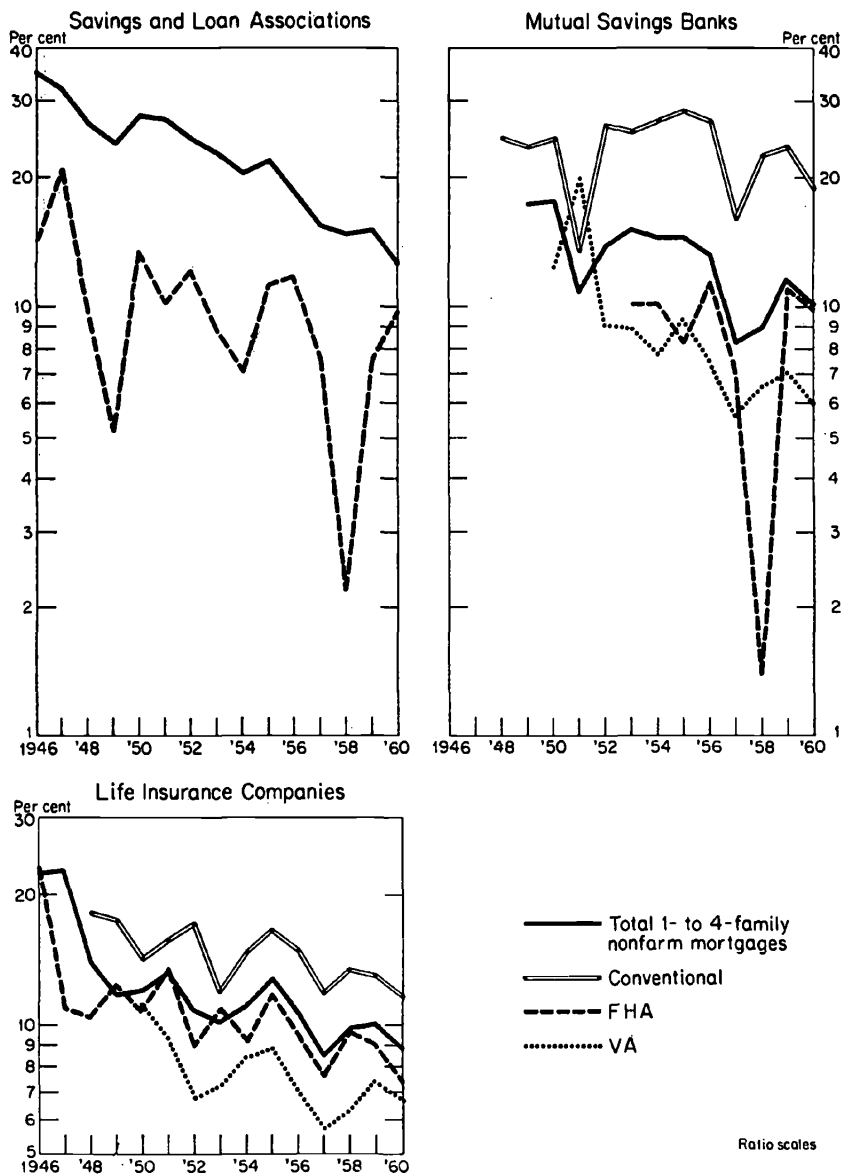 Savings and Loan Associations
Per cent
40
30
20
10
9
8
7
6
5
4
3
2
1
1946 '48 '50 '52 '54 '56 '58 '60
Mutual Savings Banks
Per cent
40
30
20
10
9
8
7
6
5
4
3
2
1
1946 '48 '50 '52 '54 '56 '58 '60
Life Insurance Companies
Per cent
30
20
10
9
8
7
6
5
1946 '48 '50 '52 '54 '56 '58 '60
Total 1- to 4-family
nonfarm mortgages
Conventional
FHA
VA
Ratio scales